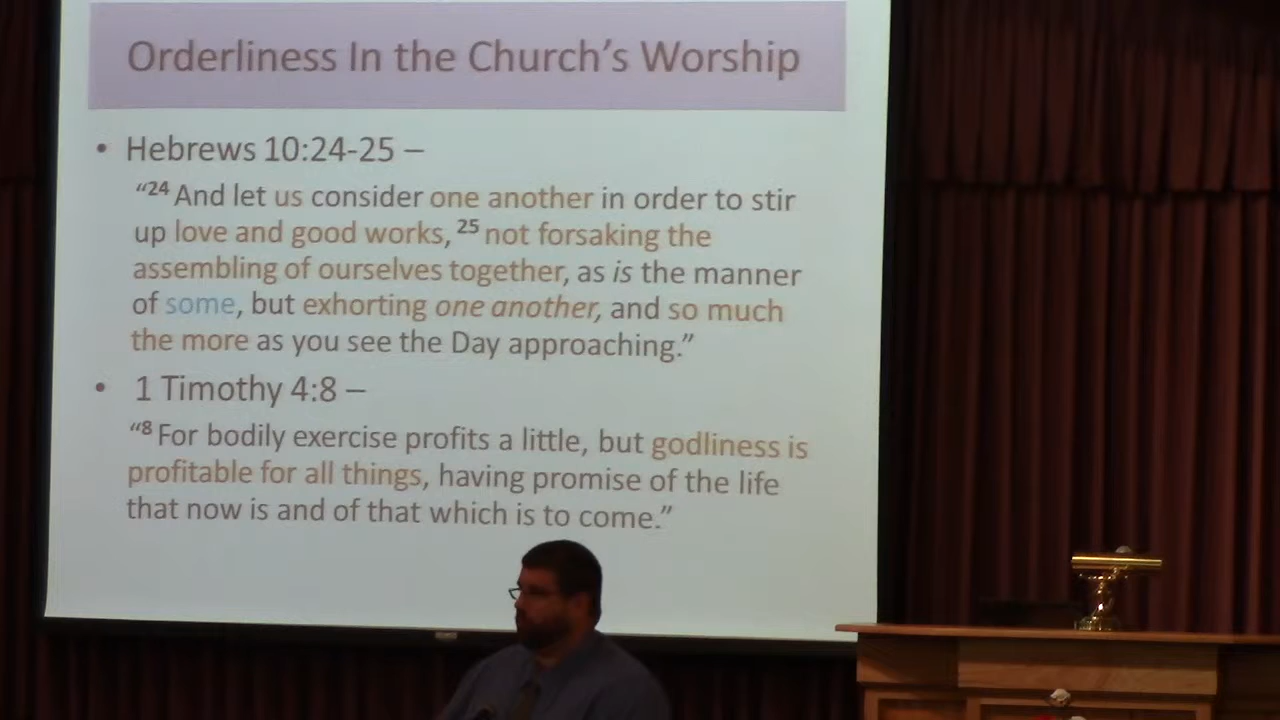 Orderliness In the Church’s Worship
• Hebrews 10:24-25 –
“24 And let us consider one another in order to stir
up love and good works, 25 not forsaking the
assembling of ourselves together, as is the manner
of some, but exhorting one another, and so much
the more as you see the Day approaching.”
• 1 Timothy 4:8 –
“8 For bodily exercise profits a little, but godliness is
profitable for all things, having promise of the life
that now is and of that which is to come.”